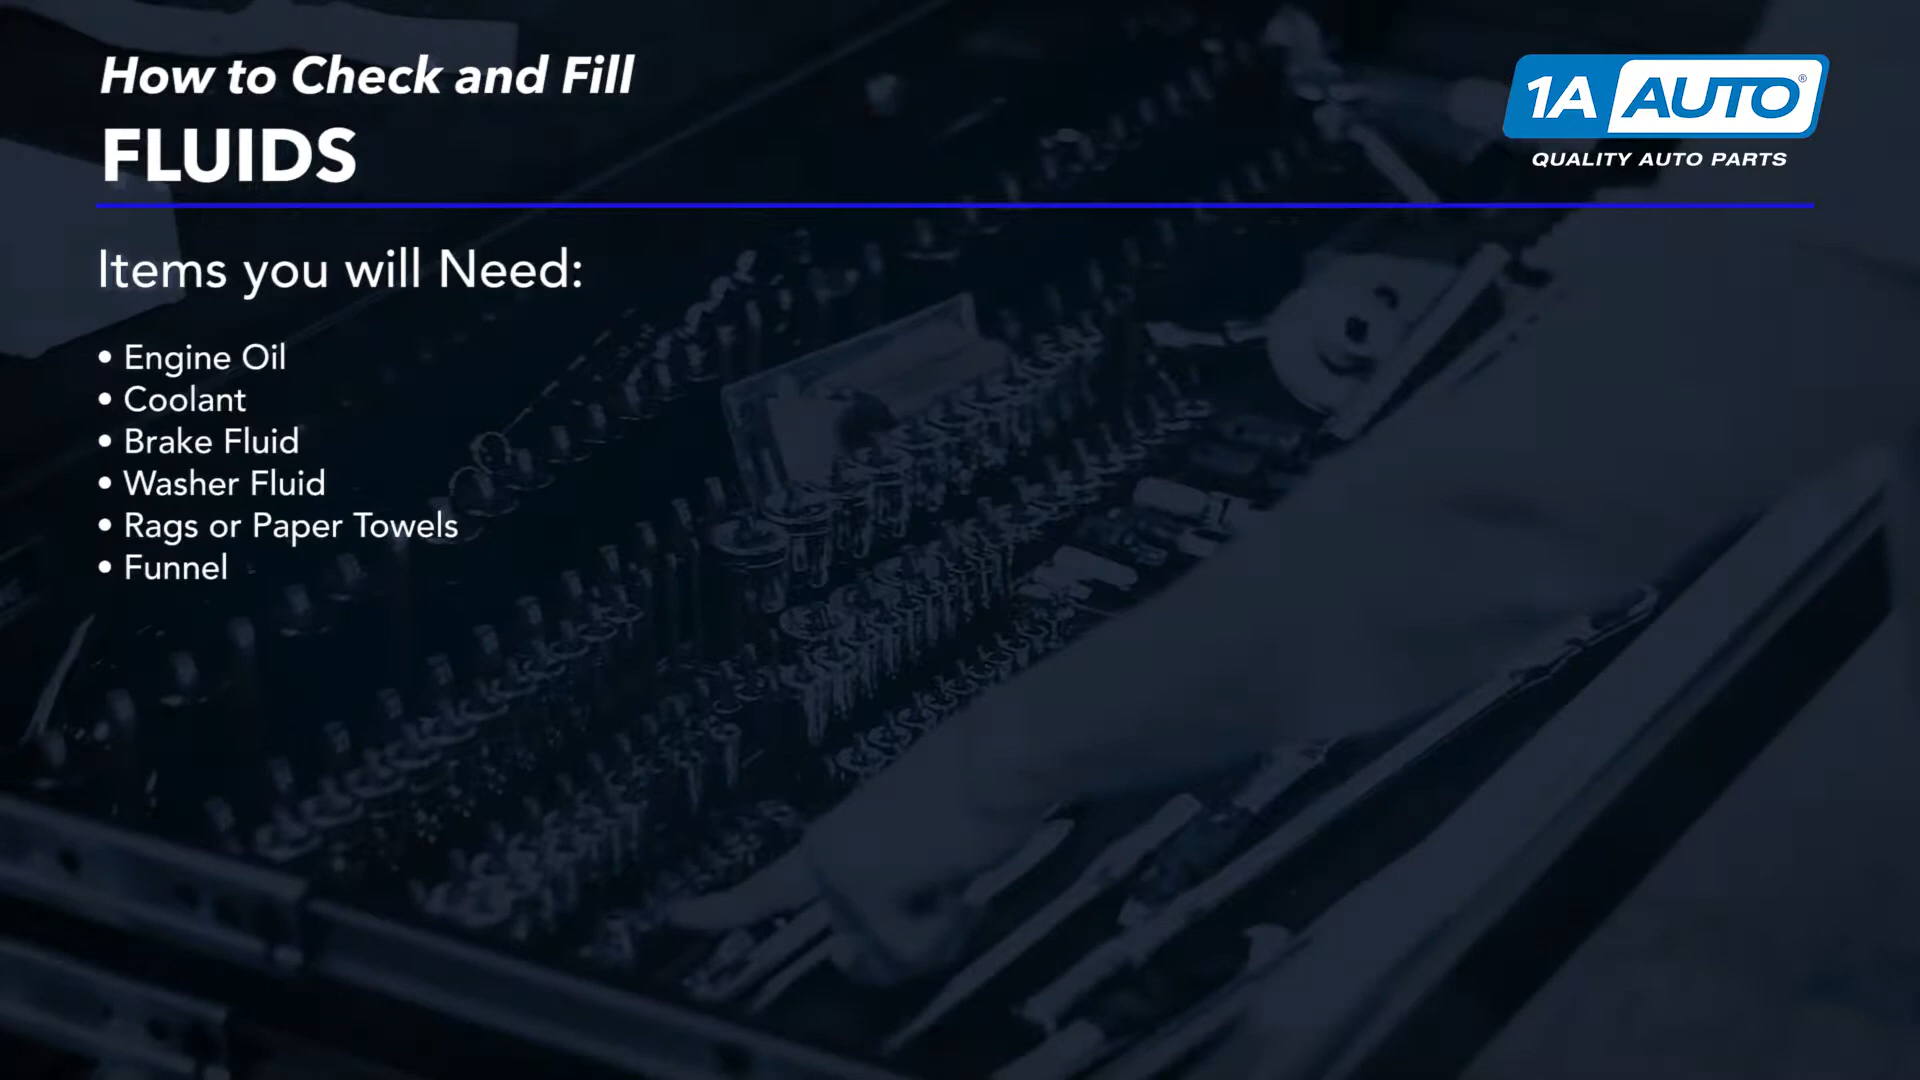 How to Check and Fill
FLUIDS
1A AUTO®
QUALITY AUTO PARTS
Items you will Need:
• Engine Oil
• Coolant
• Brake Fluid
• Washer Fluid
• Rags or Paper Towels
• Funnel